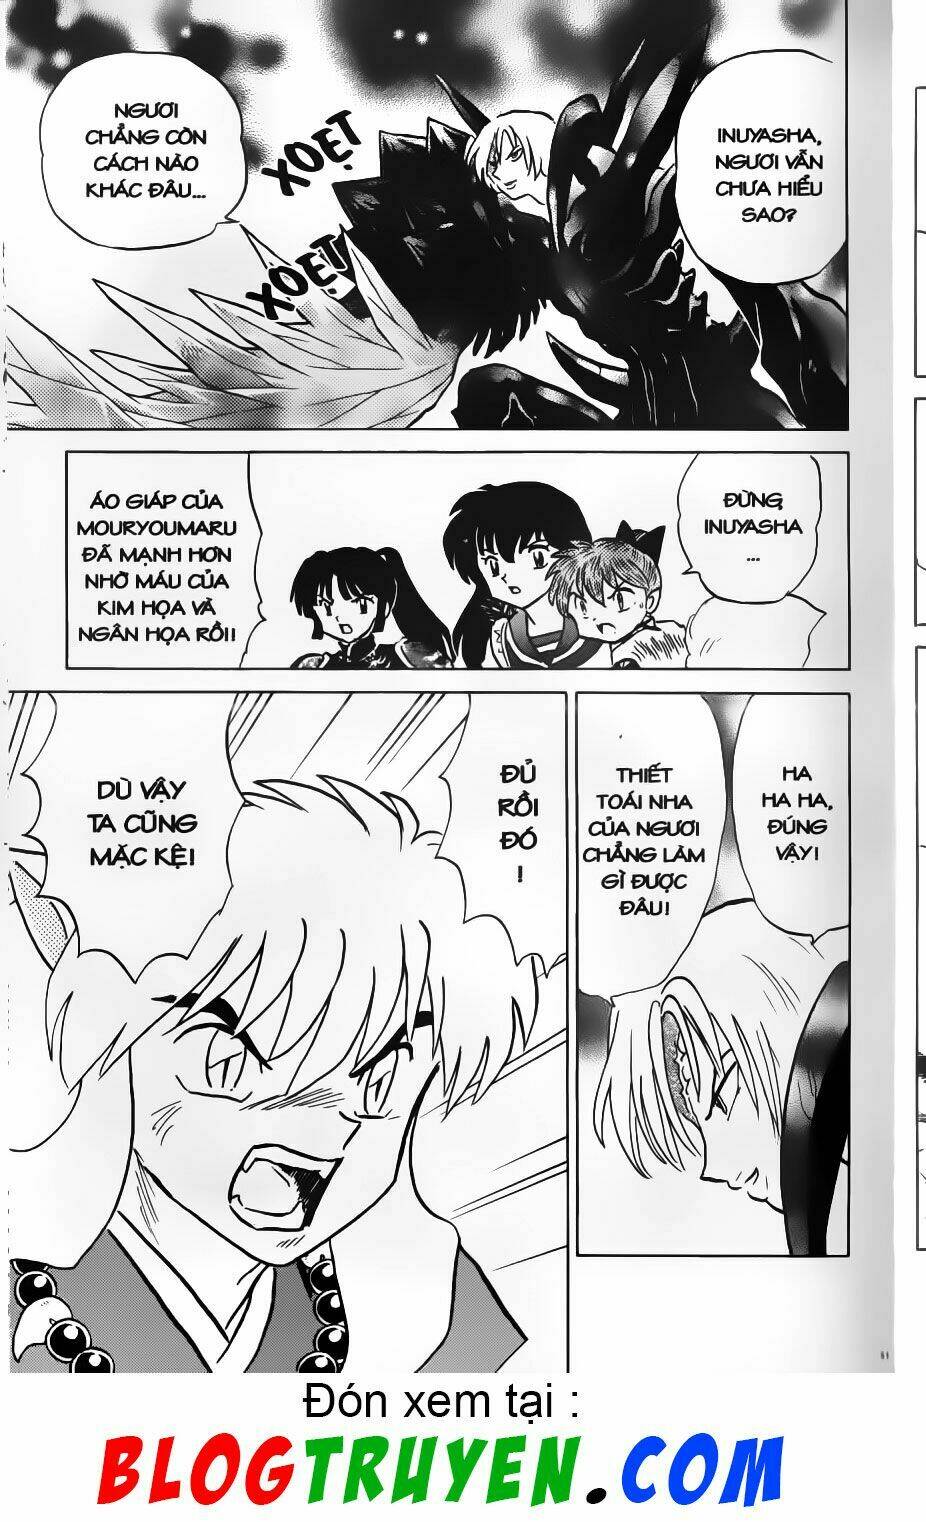 INUYASHA,
NGƯƠI VẪN
CHƯA HIỂU
SAO?
NGƯƠI
CHẲNG CÒN
CÁCH NÀO
KHÁC ĐÂU...
XOẸT
XOẸT
ĐỪNG,
INUYASHA
...
ÁO GIÁP CỦA
MOURYOUMARU
ĐÃ MẠNH HƠN
NHỜ MÁU CỦA
KIM HỌA VÀ
NGÂN HỌA RỒI!
HA
HA HA,
ĐÚNG
VẬY!
THIẾT
TOÁI NHA
CỦA NGƯƠI
CHẲNG LÀM
GÌ ĐƯỢC
ĐÂU!
ĐỦ
RỒI
ĐÓ
!
DÙ VẬY
TA CŨNG
MẶC KỆ!
Đón xem tại :
BLOGTRUYEN.COM